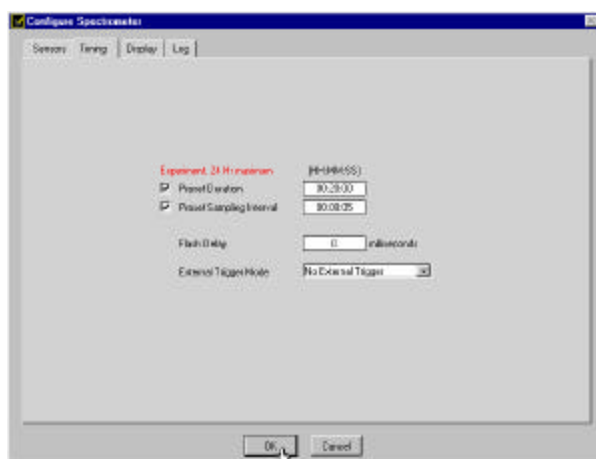 Configure Spectrometer
Sensors Timing Display Log
Experiment, 24 Hr maximum (HH:MM:SS)
Preset Duration 00:20:00
Preset Sampling Interval 00:00:05
Flash Delay 0 milliseconds
External Trigger Mode No External Trigger
OK Cancel